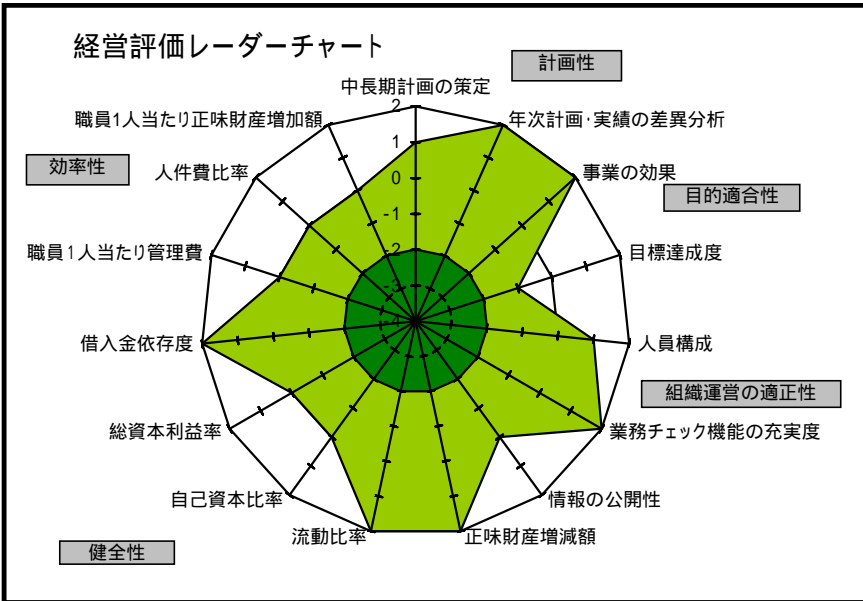 経営評価レーダーチャート
計画性
中長期計画の策定
2
職員1人当たり正味財産増加額
年次計画・実績の差異分析
1
効率性
人件費比率
事業の効果
0
目的適合性
-1
職員1人当たり管理費
目標達成度
-2
-3
-4
借入金依存度
人員構成
組織運営の適正性
総資本利益率
業務チェック機能の充実度
自己資本比率
情報の公開性
流動比率
正味財産増減額
健全性